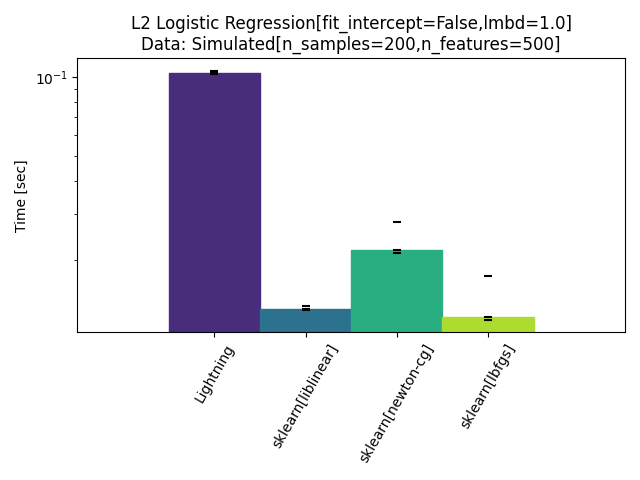 L2 Logistic Regression[fit_intercept=False,lmbd=1.0]
Data: Simulated[n_samples=200,n_features=500]
10⁻¹
Time [sec]
Lightning
sklearn[liblinear]
sklearn[newton-cg]
sklearn[lbfgs]